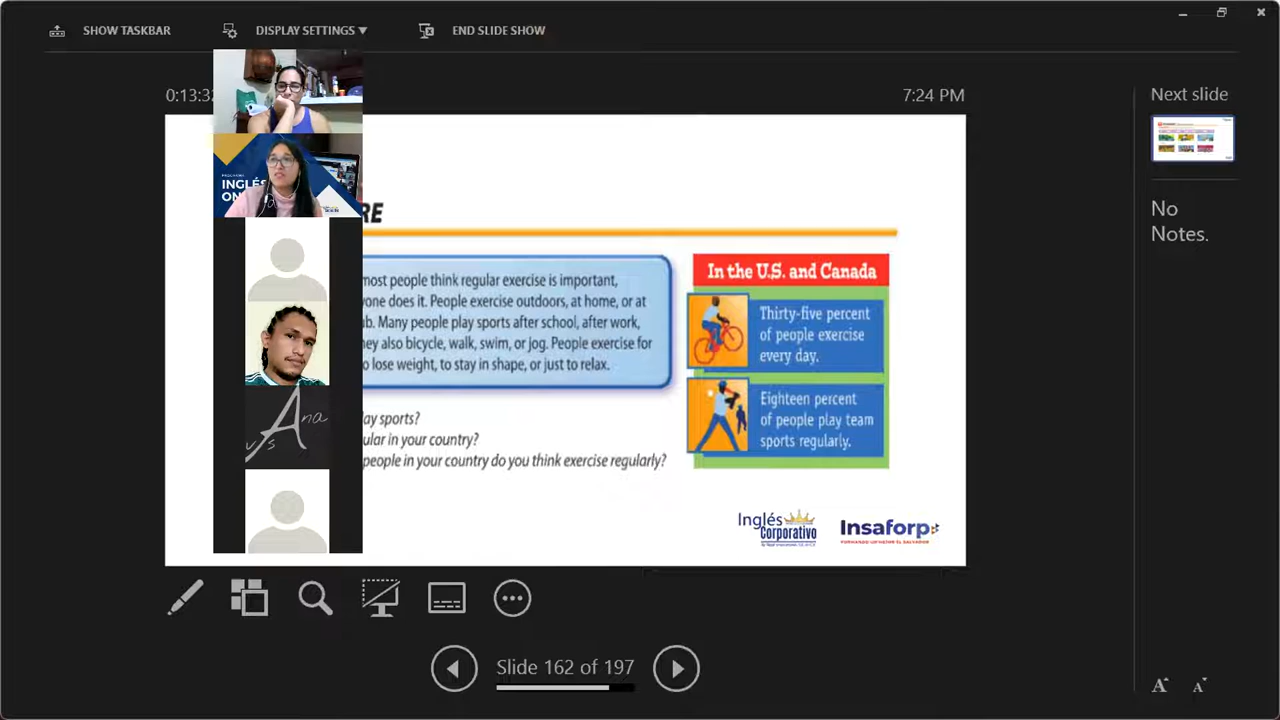 SHOW TASKBAR
DISPLAY SETTINGS
END SLIDE SHOW
7:24 PM
Next slide
No
Notes.
PROGRAMA
INGLÉS
ON
RE
most people think regular exercise is important,
one does it. People exercise outdoors, at home, or at
b. Many people play sports after school, after work,
hey also bicycle, walk, swim, or jog. People exercise for
o lose weight, to stay in shape, or just to relax.
In the U.S. and Canada
Thirty-five percent
of people exercise
every day.
Eighteen percent
of people play team
sports regularly.
lay sports?
ular in your country?
people in your country do you think exercise regularly?
Ana
Inglés
Corporativo
Insaforp
Slide 162 of 197
A A